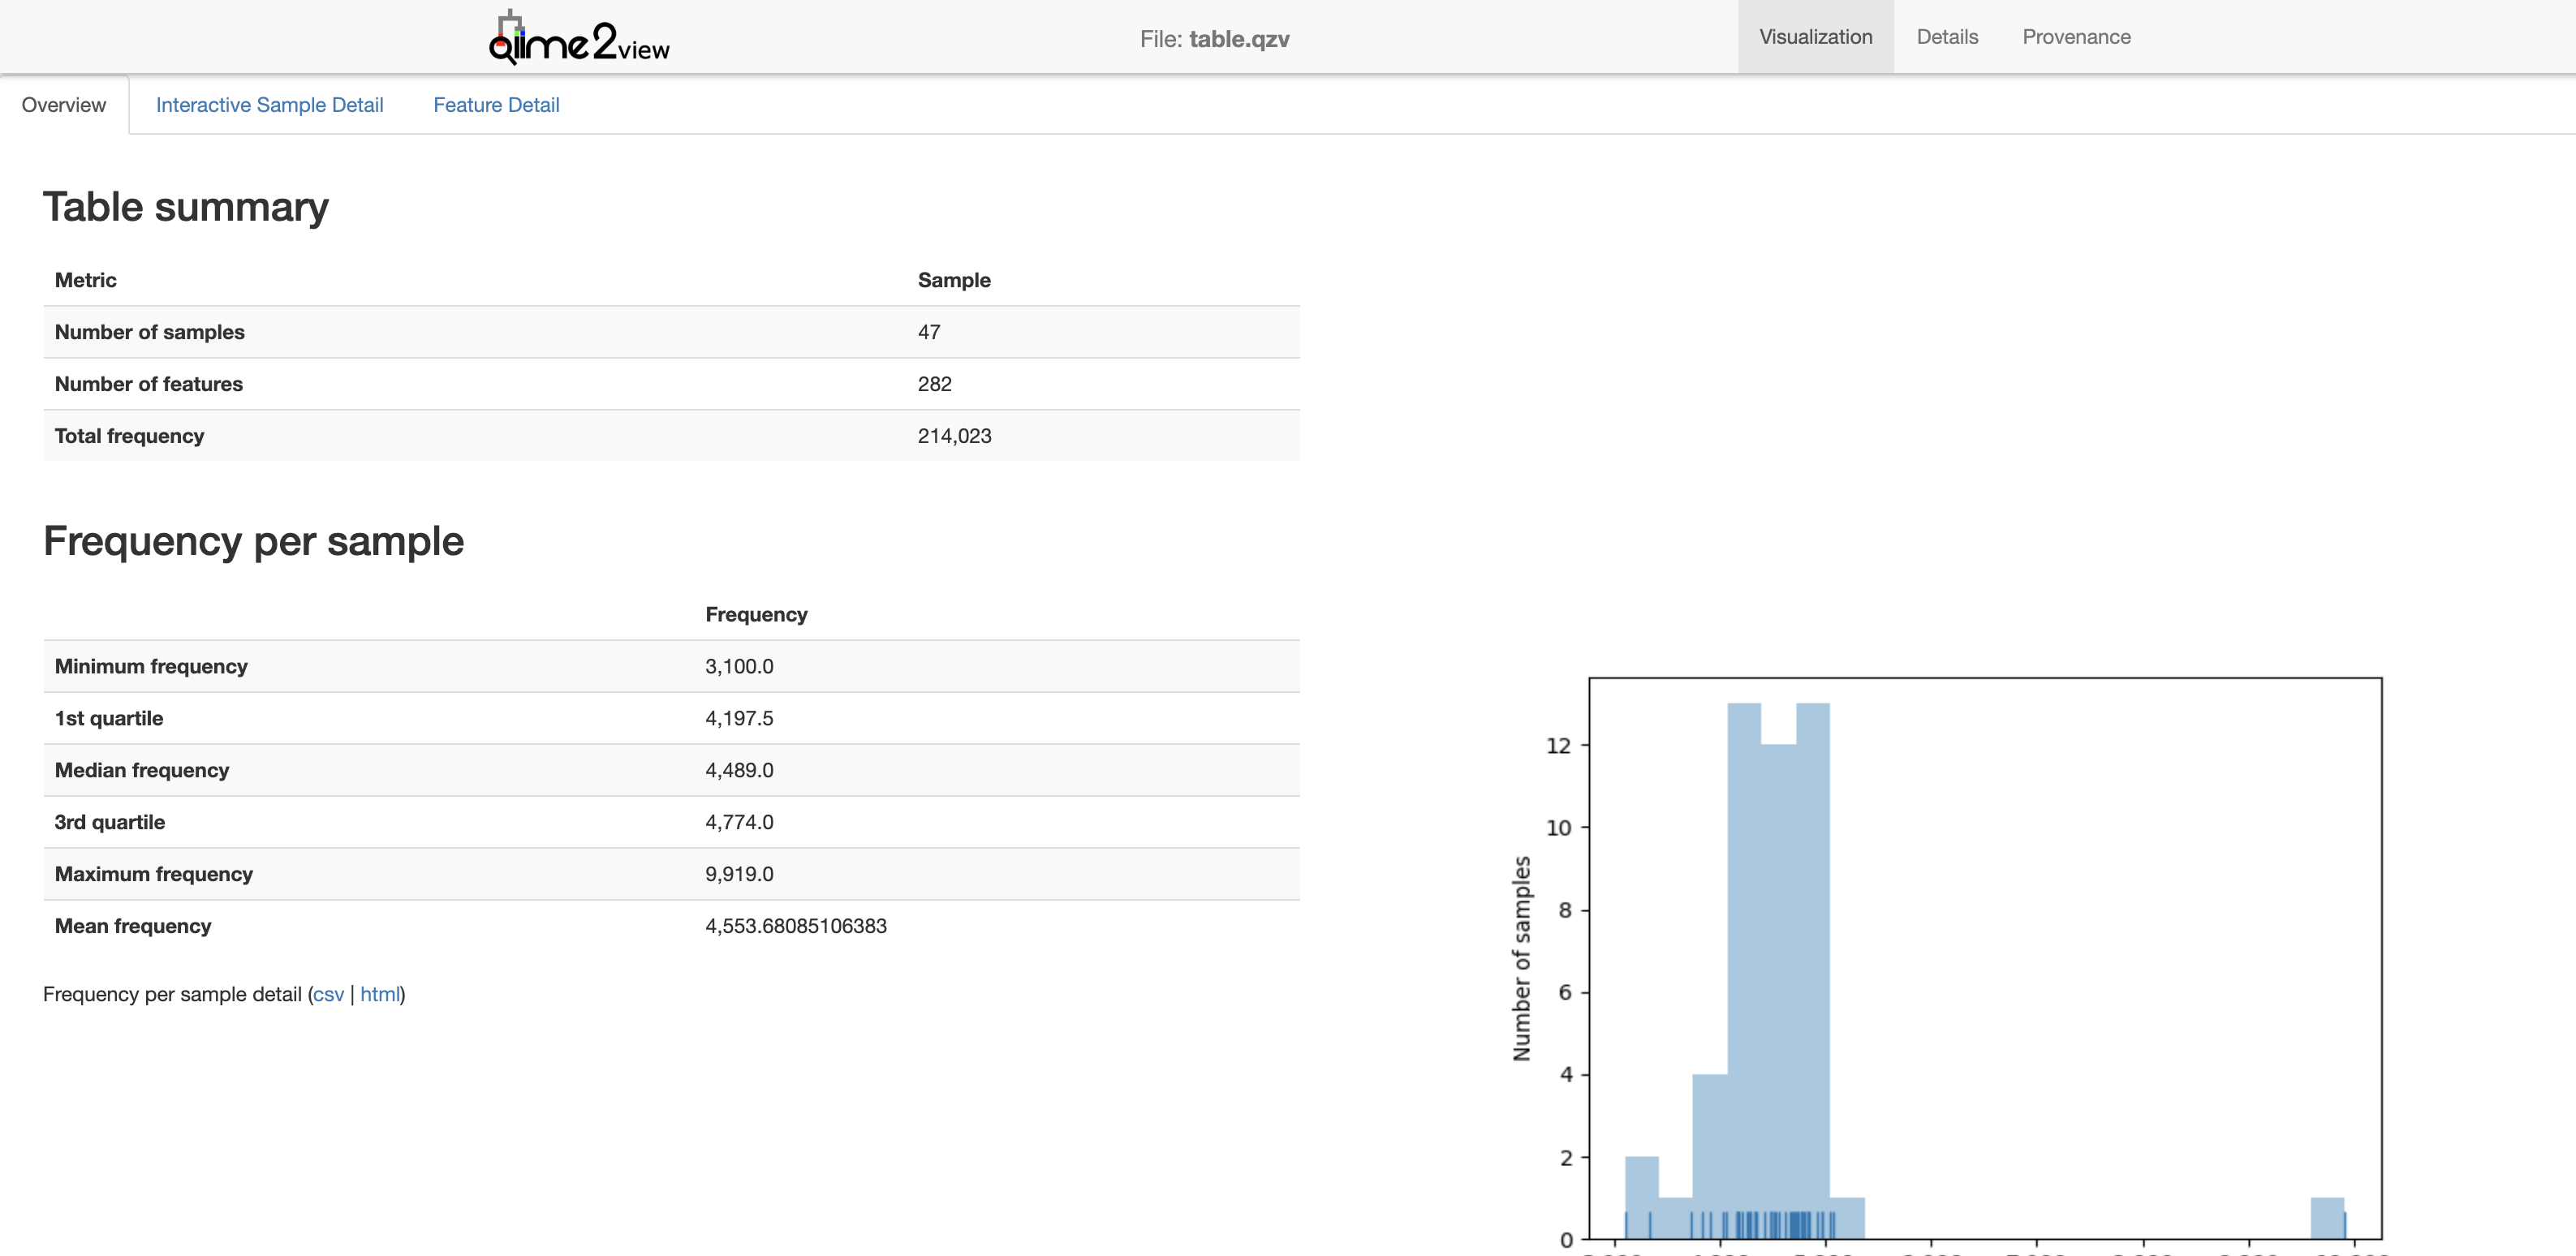 qiime2view
File: table.qzv
Visualization Details Provenance
Overview Interactive Sample Detail Feature Detail
Table summary
Metric Sample
Number of samples 47
Number of features 282
Total frequency 214,023
Frequency per sample
Frequency
Minimum frequency 3,100.0
1st quartile 4,197.5
Median frequency 4,489.0
3rd quartile 4,774.0
Maximum frequency 9,919.0
Mean frequency 4,553.68085106383
Frequency per sample detail (csv | html)
Number of samples
12
10
8
6
4
2
0